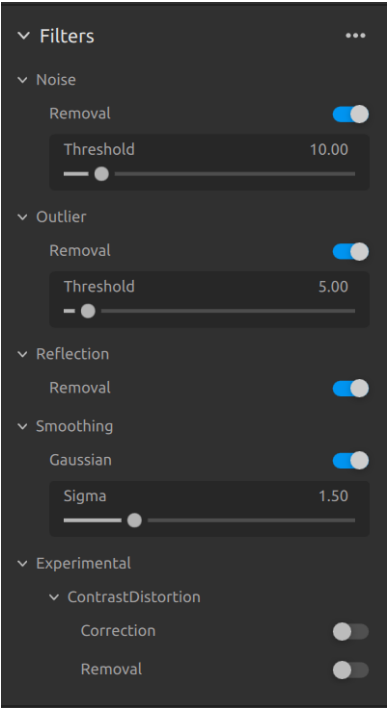 Filters
Noise
Removal
Threshold 10.00
Outlier
Removal
Threshold 5.00
Reflection
Removal
Smoothing
Gaussian
Sigma 1.50
Experimental
ContrastDistortion
Correction
Removal